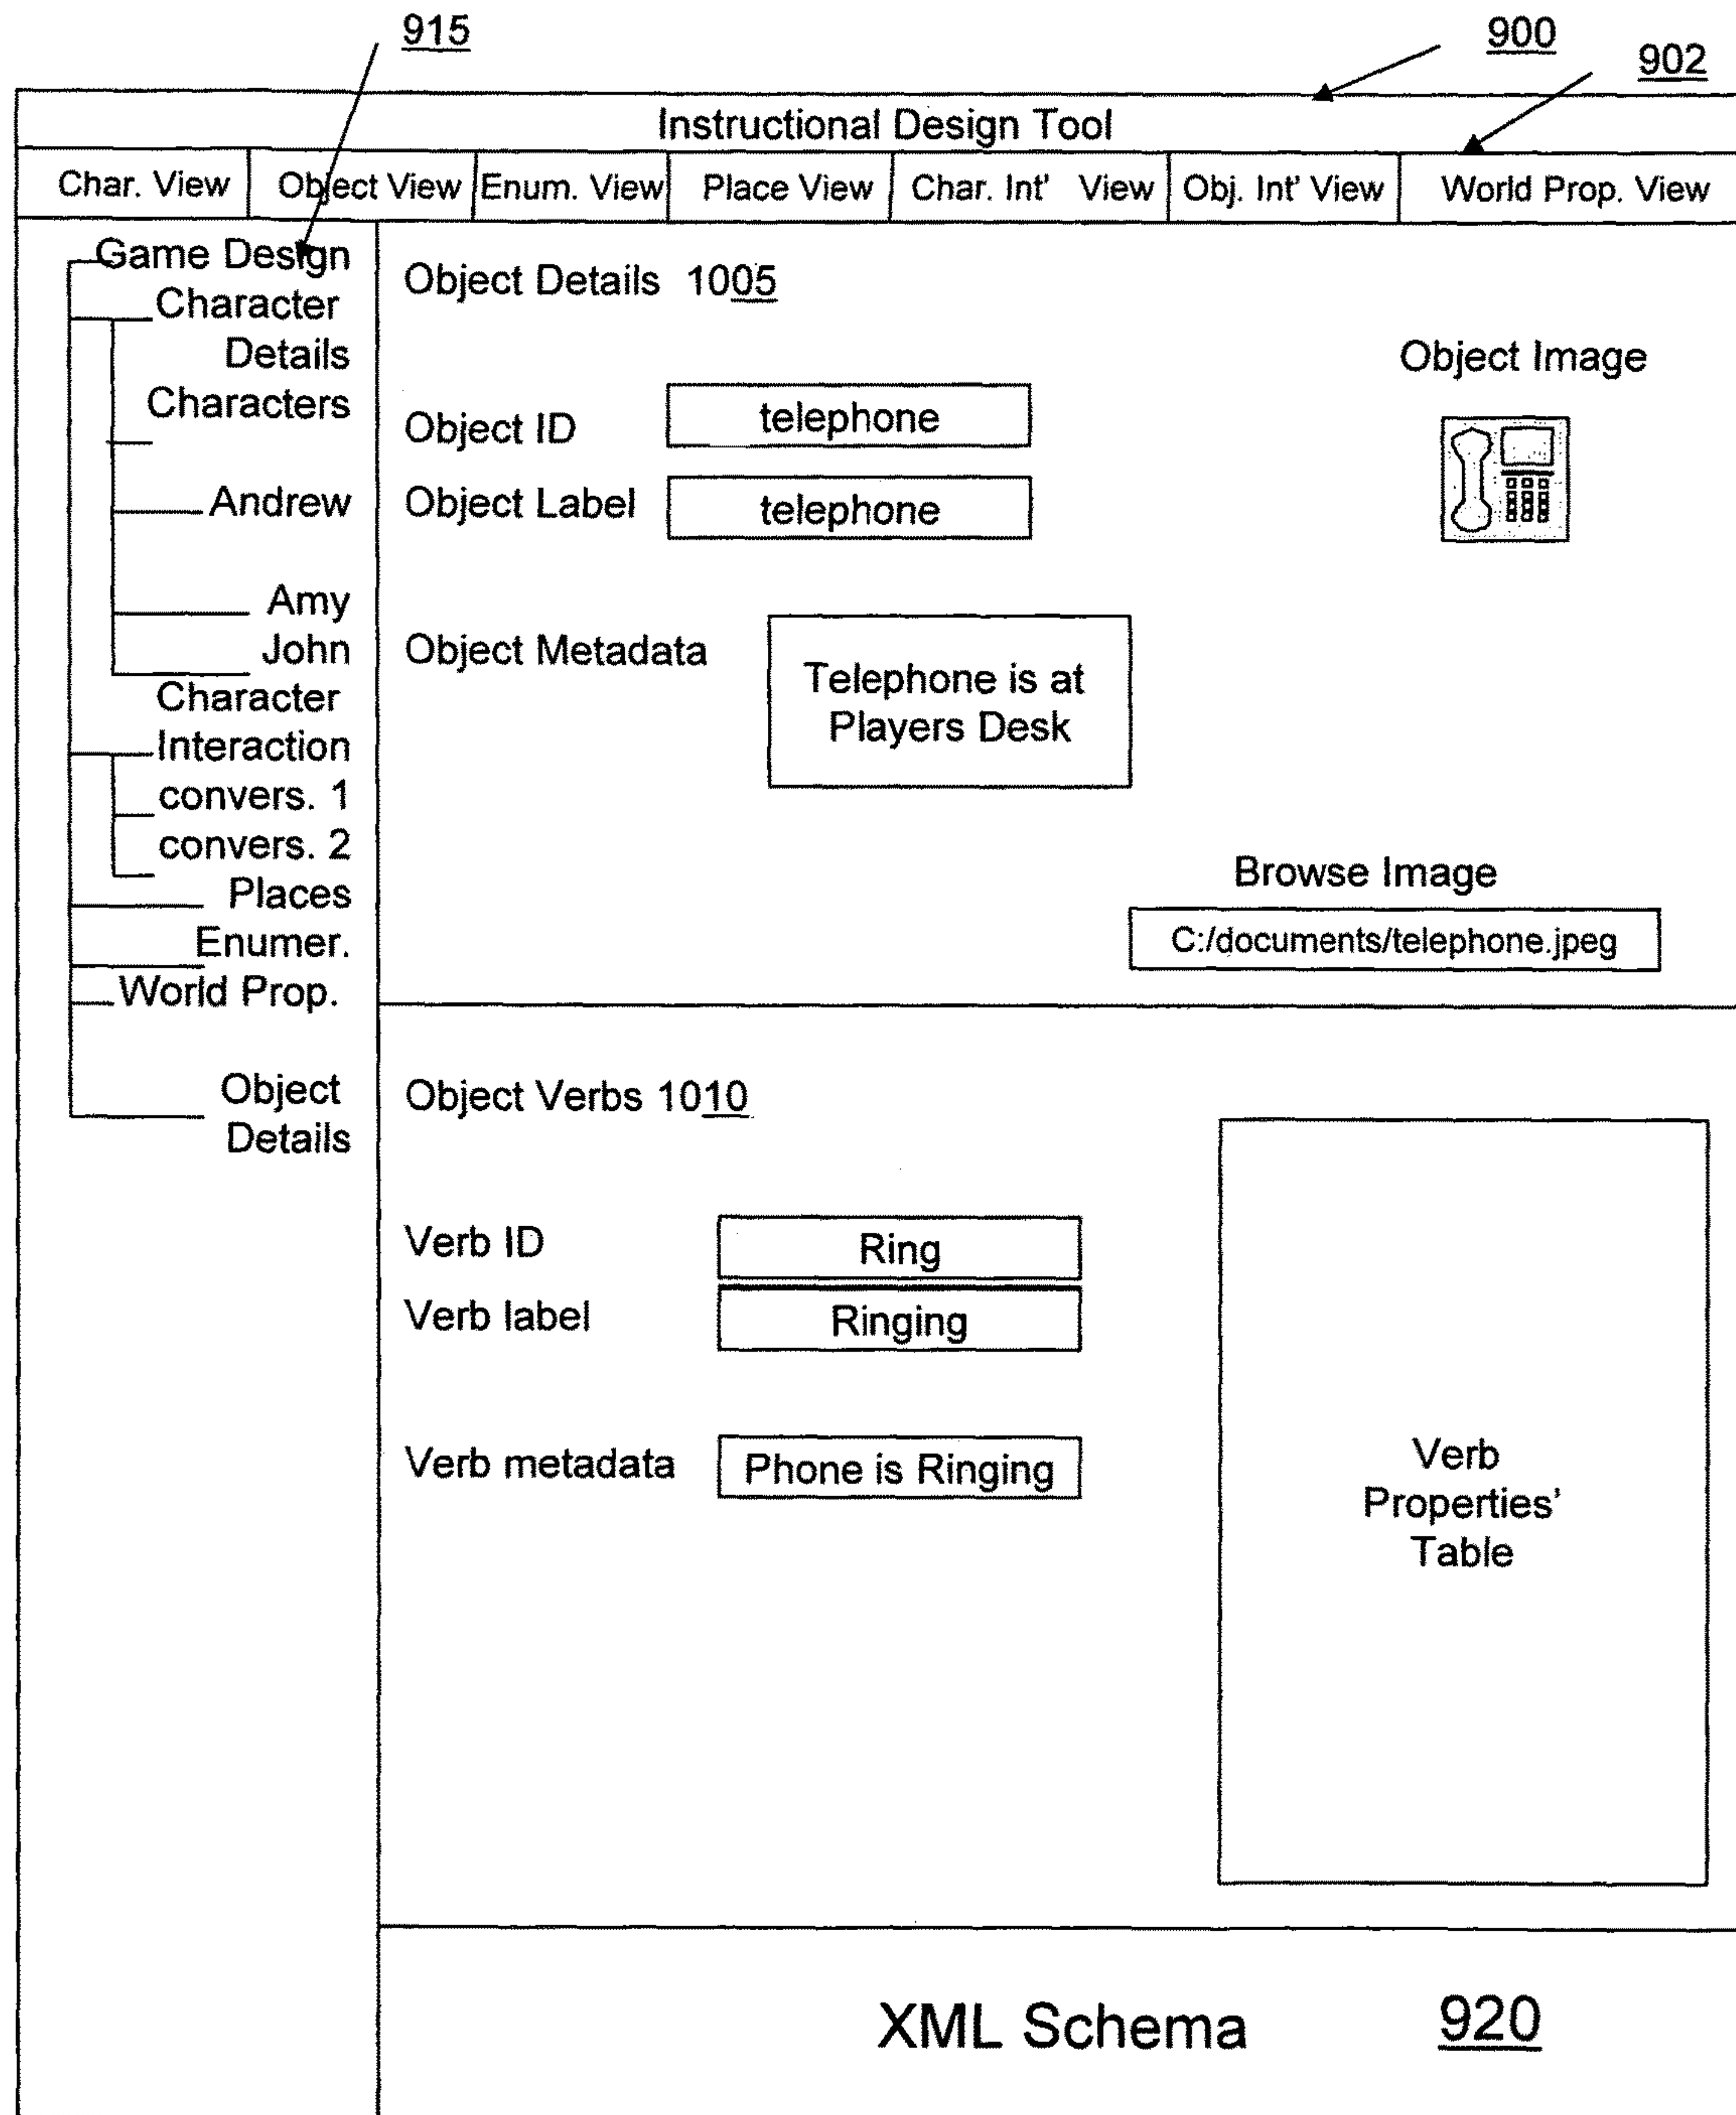 915
900
902
Instructional Design Tool
Char. View
Object View
Enum. View
Place View
Char. Int' View
Obj. Int' View
World Prop. View
Game Design
Character
Details
Characters
Andrew
Amy
John
Character
Interaction
convers. 1
convers. 2
Places
Enumer.
World Prop.
Object
Details
Object Details 1005
Object Image
Object ID
telephone
Object Label
telephone
Object Metadata
Telephone is at
Players Desk
Browse Image
C:/documents/telephone.jpeg
Object Verbs 1010
Verb ID
Ring
Verb label
Ringing
Verb metadata
Phone is Ringing
Verb
Properties'
Table
XML Schema 920